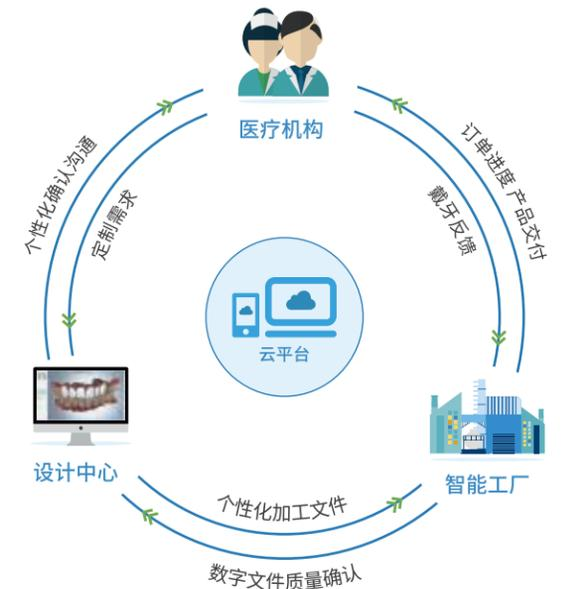 医疗机构
个性化确认沟通
定制需求
订单进度 产品交付
戴牙反馈
云平台
设计中心
智能工厂
个性化加工文件
数字文件质量确认